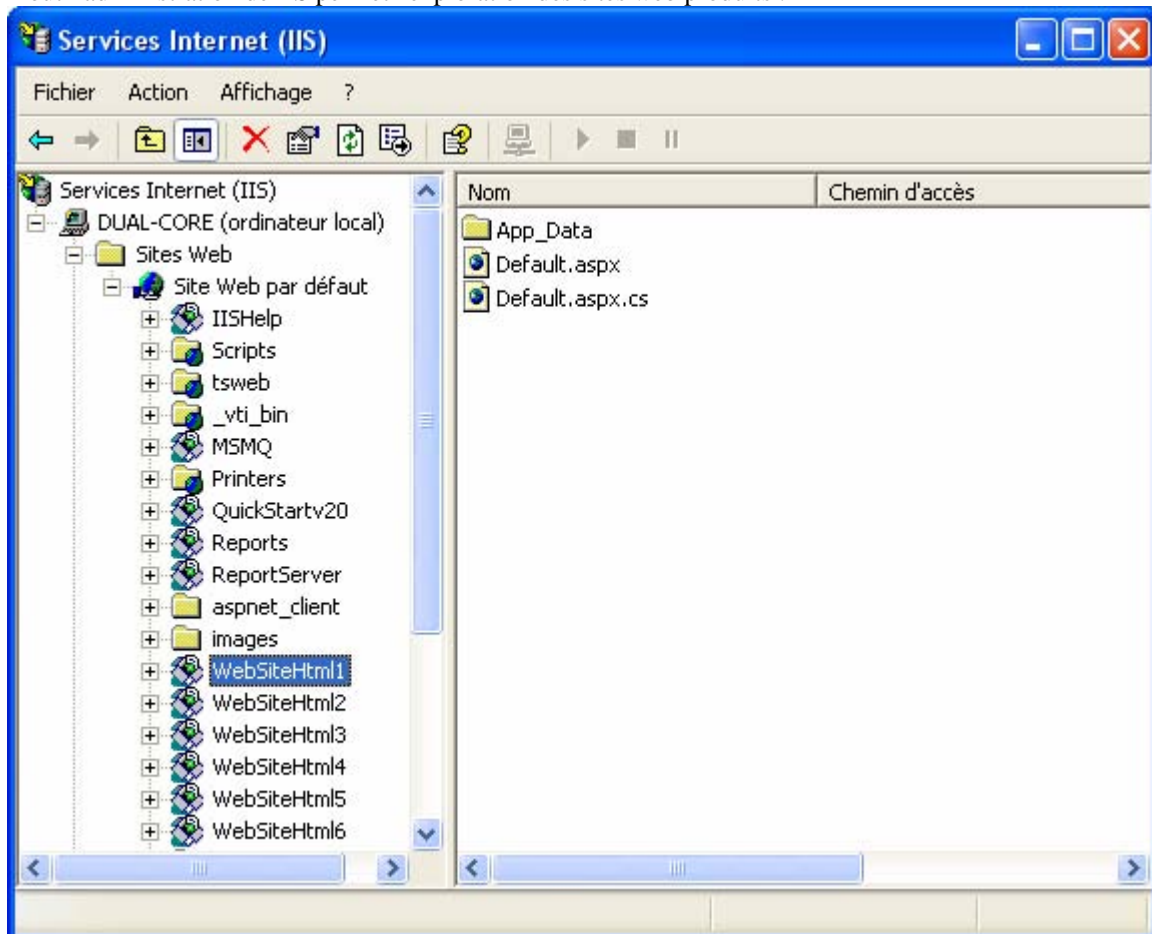 Services Internet (IIS)
Fichier Action Affichage ?
Services Internet (IIS)
DUAL-CORE (ordinateur local)
Sites Web
Site Web par défaut
IISHelp
Scripts
tsweb
_vti_bin
MSMQ
Printers
QuickStartv20
Reports
ReportServer
aspnet_client
images
WebSiteHtml1
WebSiteHtml2
WebSiteHtml3
WebSiteHtml4
WebSiteHtml5
WebSiteHtml6
Nom Chemin d'accès
App_Data
Default.aspx
Default.aspx.cs